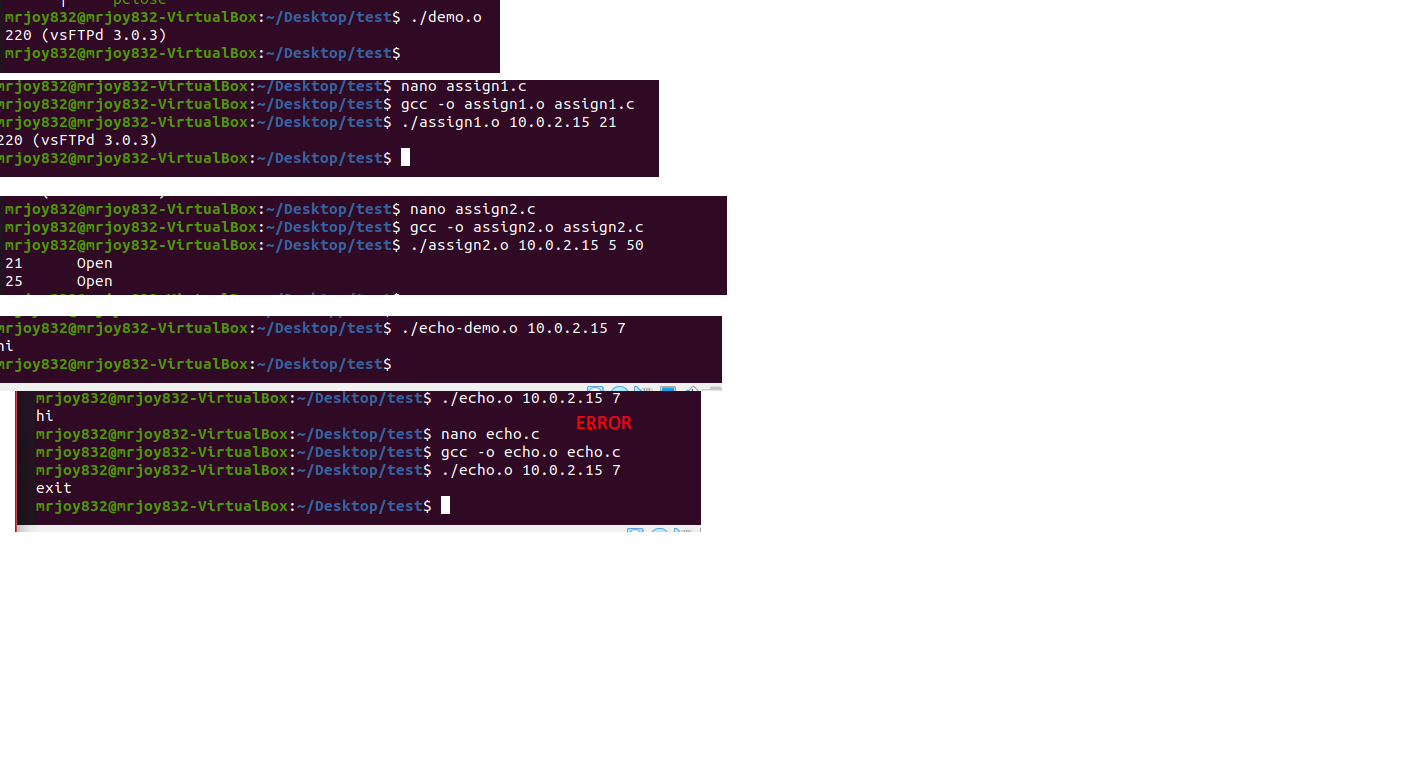 pclose
mrjoy832@mrjoy832-VirtualBox:~/Desktop/test$ ./demo.o
220 (vsFTPd 3.0.3)
mrjoy832@mrjoy832-VirtualBox:~/Desktop/test$
mrjoy832@mrjoy832-VirtualBox:~/Desktop/test$ nano assign1.c
mrjoy832@mrjoy832-VirtualBox:~/Desktop/test$ gcc -o assign1.o assign1.c
mrjoy832@mrjoy832-VirtualBox:~/Desktop/test$ ./assign1.o 10.0.2.15 21
220 (vsFTPd 3.0.3)
mrjoy832@mrjoy832-VirtualBox:~/Desktop/test$
mrjoy832@mrjoy832-VirtualBox:~/Desktop/test$ nano assign2.c
mrjoy832@mrjoy832-VirtualBox:~/Desktop/test$ gcc -o assign2.o assign2.c
mrjoy832@mrjoy832-VirtualBox:~/Desktop/test$ ./assign2.o 10.0.2.15 5 50
21 Open
25 Open
mrjoy832@mrjoy832-VirtualBox:~/Desktop/test$ ./echo-demo.o 10.0.2.15 7
hi
mrjoy832@mrjoy832-VirtualBox:~/Desktop/test$
mrjoy832@mrjoy832-VirtualBox:~/Desktop/test$ ./echo.o 10.0.2.15 7
hi
ERROR
mrjoy832@mrjoy832-VirtualBox:~/Desktop/test$ nano echo.c
mrjoy832@mrjoy832-VirtualBox:~/Desktop/test$ gcc -o echo.o echo.c
mrjoy832@mrjoy832-VirtualBox:~/Desktop/test$ ./echo.o 10.0.2.15 7
exit
mrjoy832@mrjoy832-VirtualBox:~/Desktop/test$